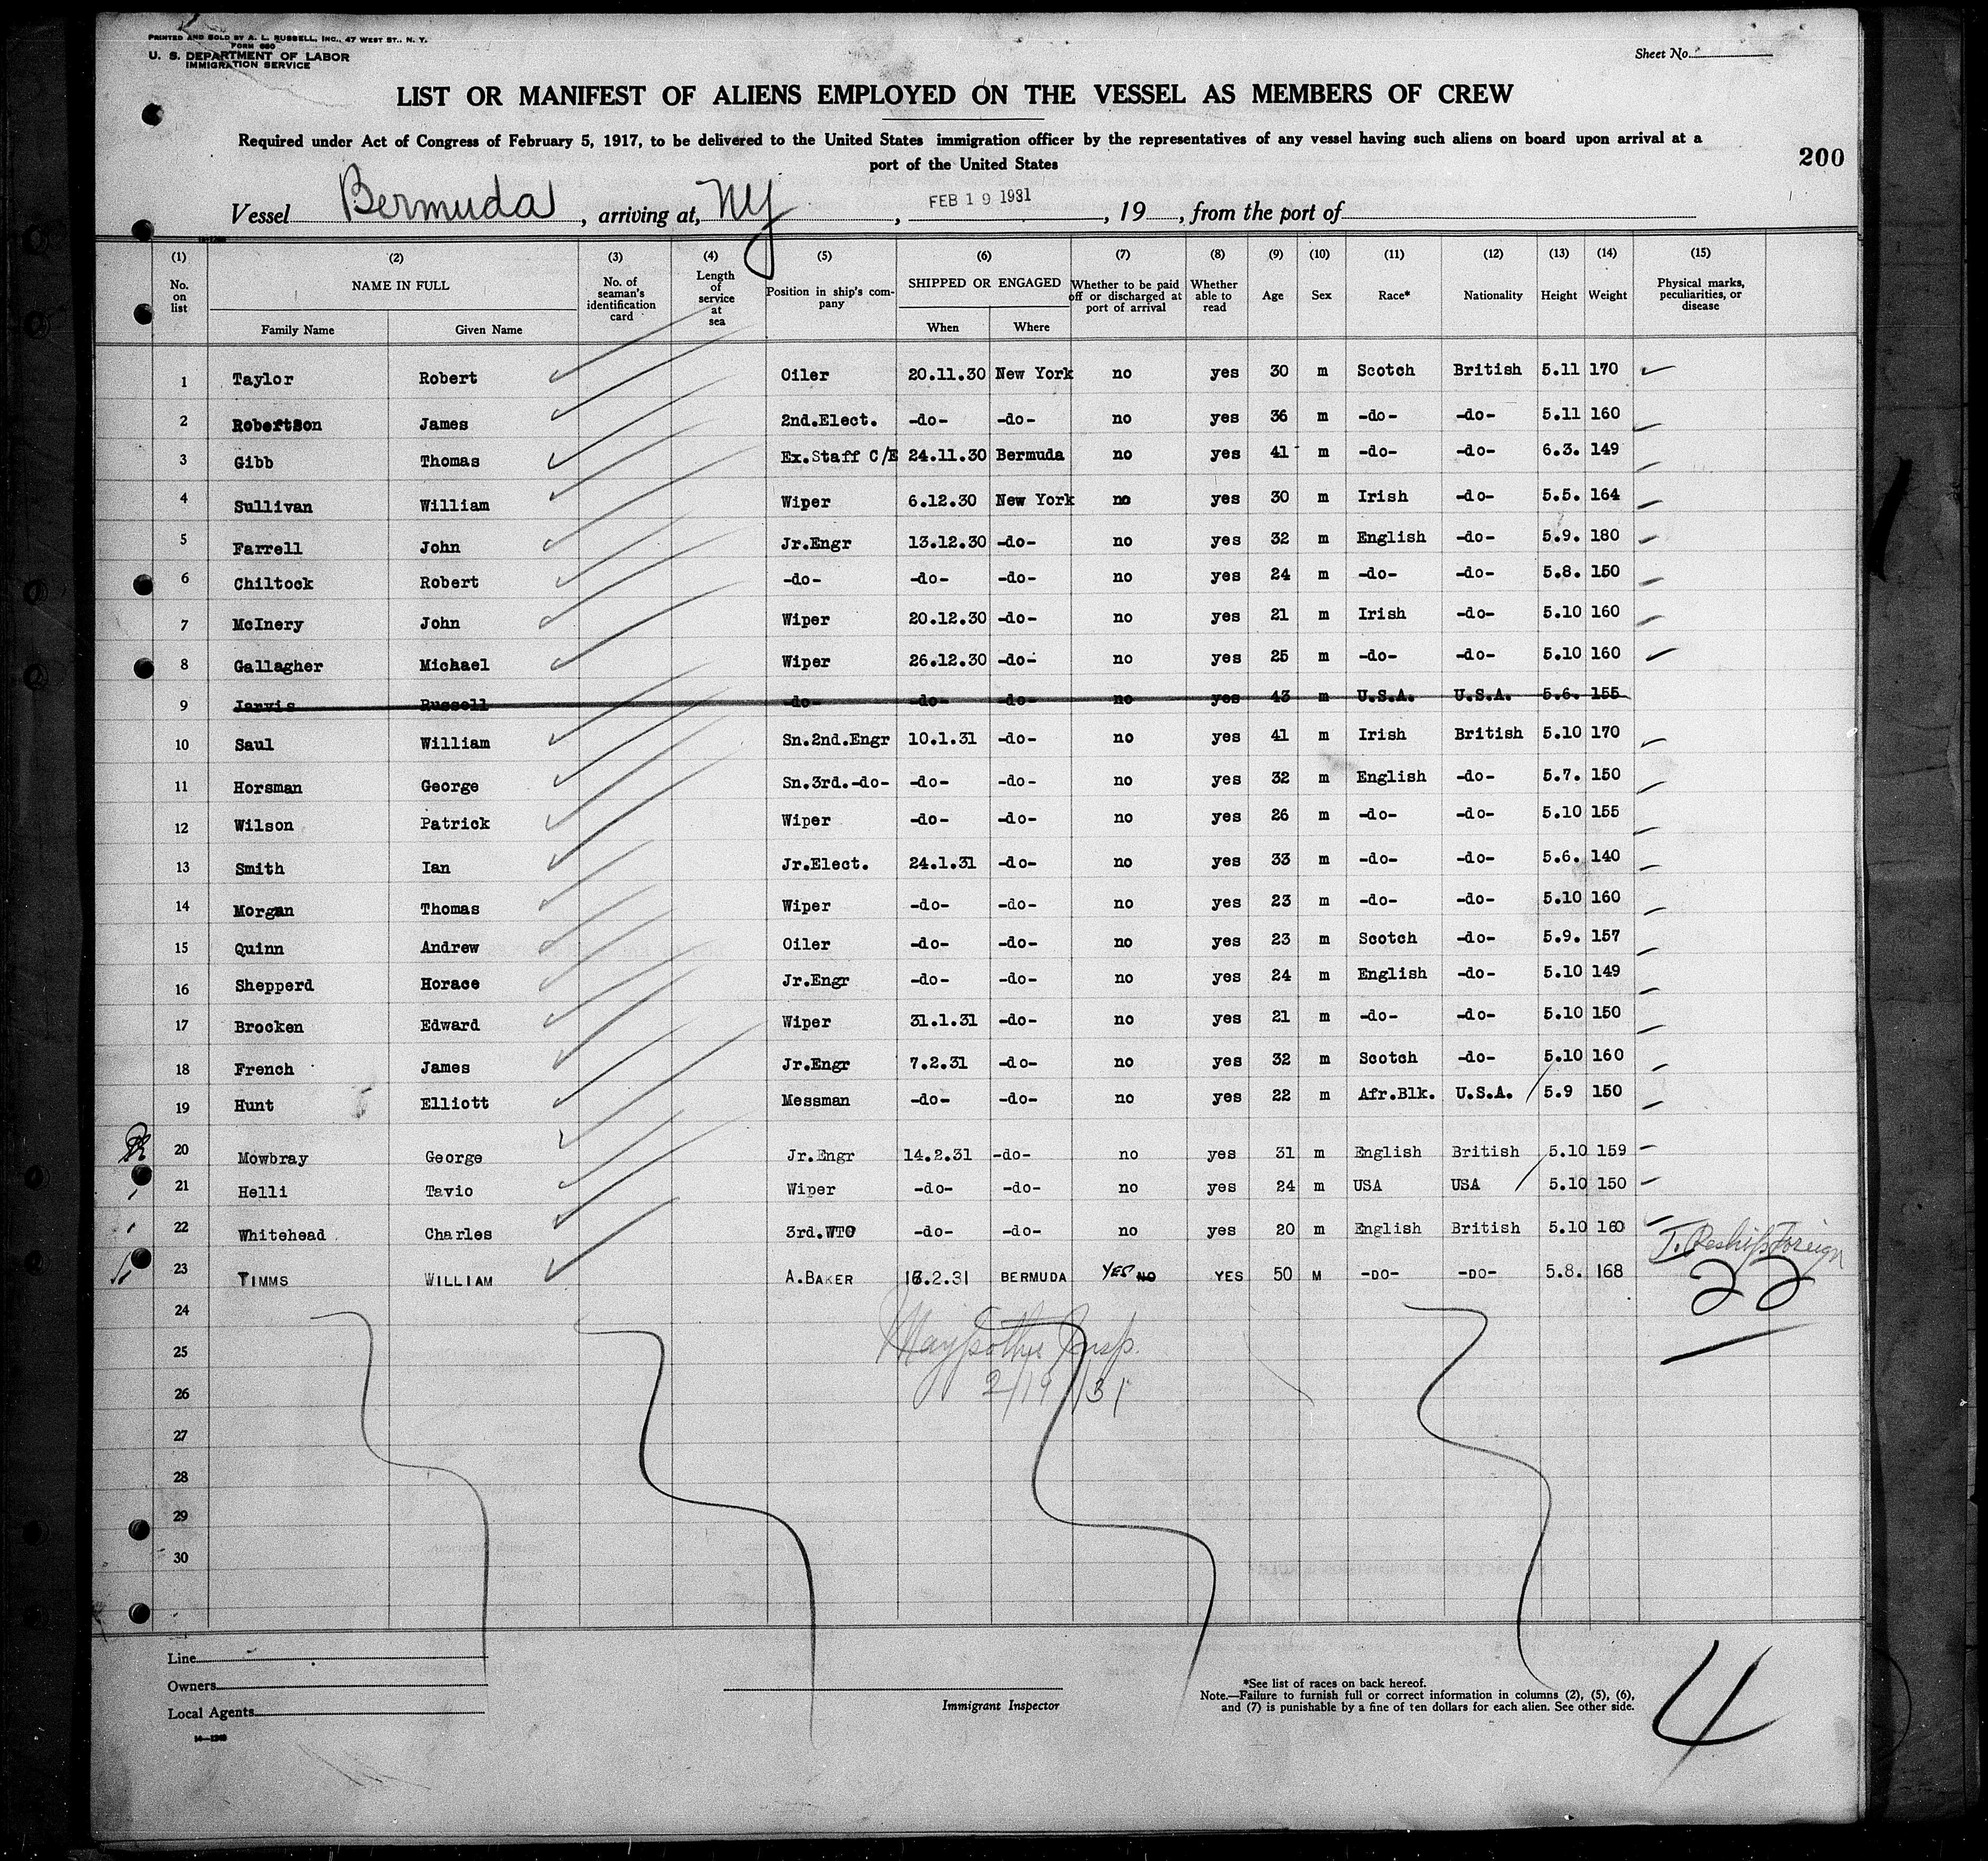 PRINTED AND SOLD BY A. L. RUSSELL, INC., 47 WEST ST., N. Y.
FORM 680
U. S. DEPARTMENT OF LABOR
IMMIGRATION SERVICE
Sheet No.
LIST OR MANIFEST OF ALIENS EMPLOYED ON THE VESSEL AS MEMBERS OF CREW
Required under Act of Congress of February 5, 1917, to be delivered to the United States immigration officer by the representatives of any vessel having such aliens on board upon arrival at a
port of the United States
200
Vessel Bermuda, arriving at, NY, FEB 19 1931, 19, from the port of
(1) (2) (3) (4) (5) (6) (7) (8) (9) (10) (11) (12) (13) (14) (15)
No. on list NAME IN FULL Family Name Given Name No. of seaman's identification card Length of service at sea Position in ship's company SHIPPED OR ENGAGED When Where Whether to be paid off or discharged at port of arrival Whether able to read Age Sex Race* Nationality Height Weight Physical marks, peculiarities, or disease
1 Taylor Robert Oiler 20.11.30 New York no yes 30 m Scotch British 5.11 170
2 Robertson James 2nd.Elect. -do- -do- no yes 36 m -do- -do- 5.11 160
3 Gibb Thomas Ex.Staff C/E 24.11.30 Bermuda no yes 41 m -do- -do- 6.3. 149
4 Sullivan William Wiper 6.12.30 New York no yes 30 m Irish -do- 5.5. 164
5 Farrell John Jr.Engr 13.12.30 -do- no yes 32 m English -do- 5.9. 180
6 Chiltock Robert -do- -do- -do- no yes 24 m -do- -do- 5.8. 150
7 McInery John Wiper 20.12.30 -do- no yes 21 m Irish -do- 5.10 160
8 Gallagher Michael Wiper 26.12.30 -do- no yes 25 m -do- -do- 5.10 160
9 Jarvis Russell -do- -do- -do- no yes 43 m U.S.A. U.S.A. 5.6. 155
10 Saul William Sn.2nd.Engr 10.1.31 -do- no yes 41 m Irish British 5.10 170
11 Horsman George Sn.3rd.-do- -do- -do- no yes 32 m English -do- 5.7. 150
12 Wilson Patrick Wiper -do- -do- no yes 26 m -do- -do- 5.10 155
13 Smith Ian Jr.Elect. 24.1.31 -do- no yes 33 m -do- -do- 5.6. 140
14 Morgan Thomas Wiper -do- -do- no yes 23 m -do- -do- 5.10 160
15 Quinn Andrew Oiler -do- -do- no yes 23 m Scotch -do- 5.9. 157
16 Shepperd Horace Jr.Engr -do- -do- no yes 24 m English -do- 5.10 149
17 Brocken Edward Wiper 31.1.31 -do- no yes 21 m -do- -do- 5.10 150
18 French James Jr.Engr 7.2.31 -do- no yes 32 m Scotch -do- 5.10 160
19 Hunt Elliott Messman -do- -do- no yes 22 m Afr.Blk. U.S.A. 5.9 150
20 Mowbray George Jr.Engr 14.2.31 -do- no yes 31 m English British 5.10 159
21 Helli Tavio Wiper -do- -do- no yes 24 m USA USA 5.10 150
22 Whitehead Charles 3rd.WTO -do- -do- no yes 20 m English British 5.10 160
23 TIMMS WILLIAM A.BAKER .2.31 BERMUDA YES NO YES 50 M -DO- -DO- 5.8. 168
Reship Foreign
22
24
25
2/19/31
26
27
28
29
30
Line
Owners
Local Agents
Immigrant Inspector
*See list of races on back hereof.
Note.—Failure to furnish full or correct information in columns (2), (5), (6),
and (7) is punishable by a fine of ten dollars for each alien. See other side.
4